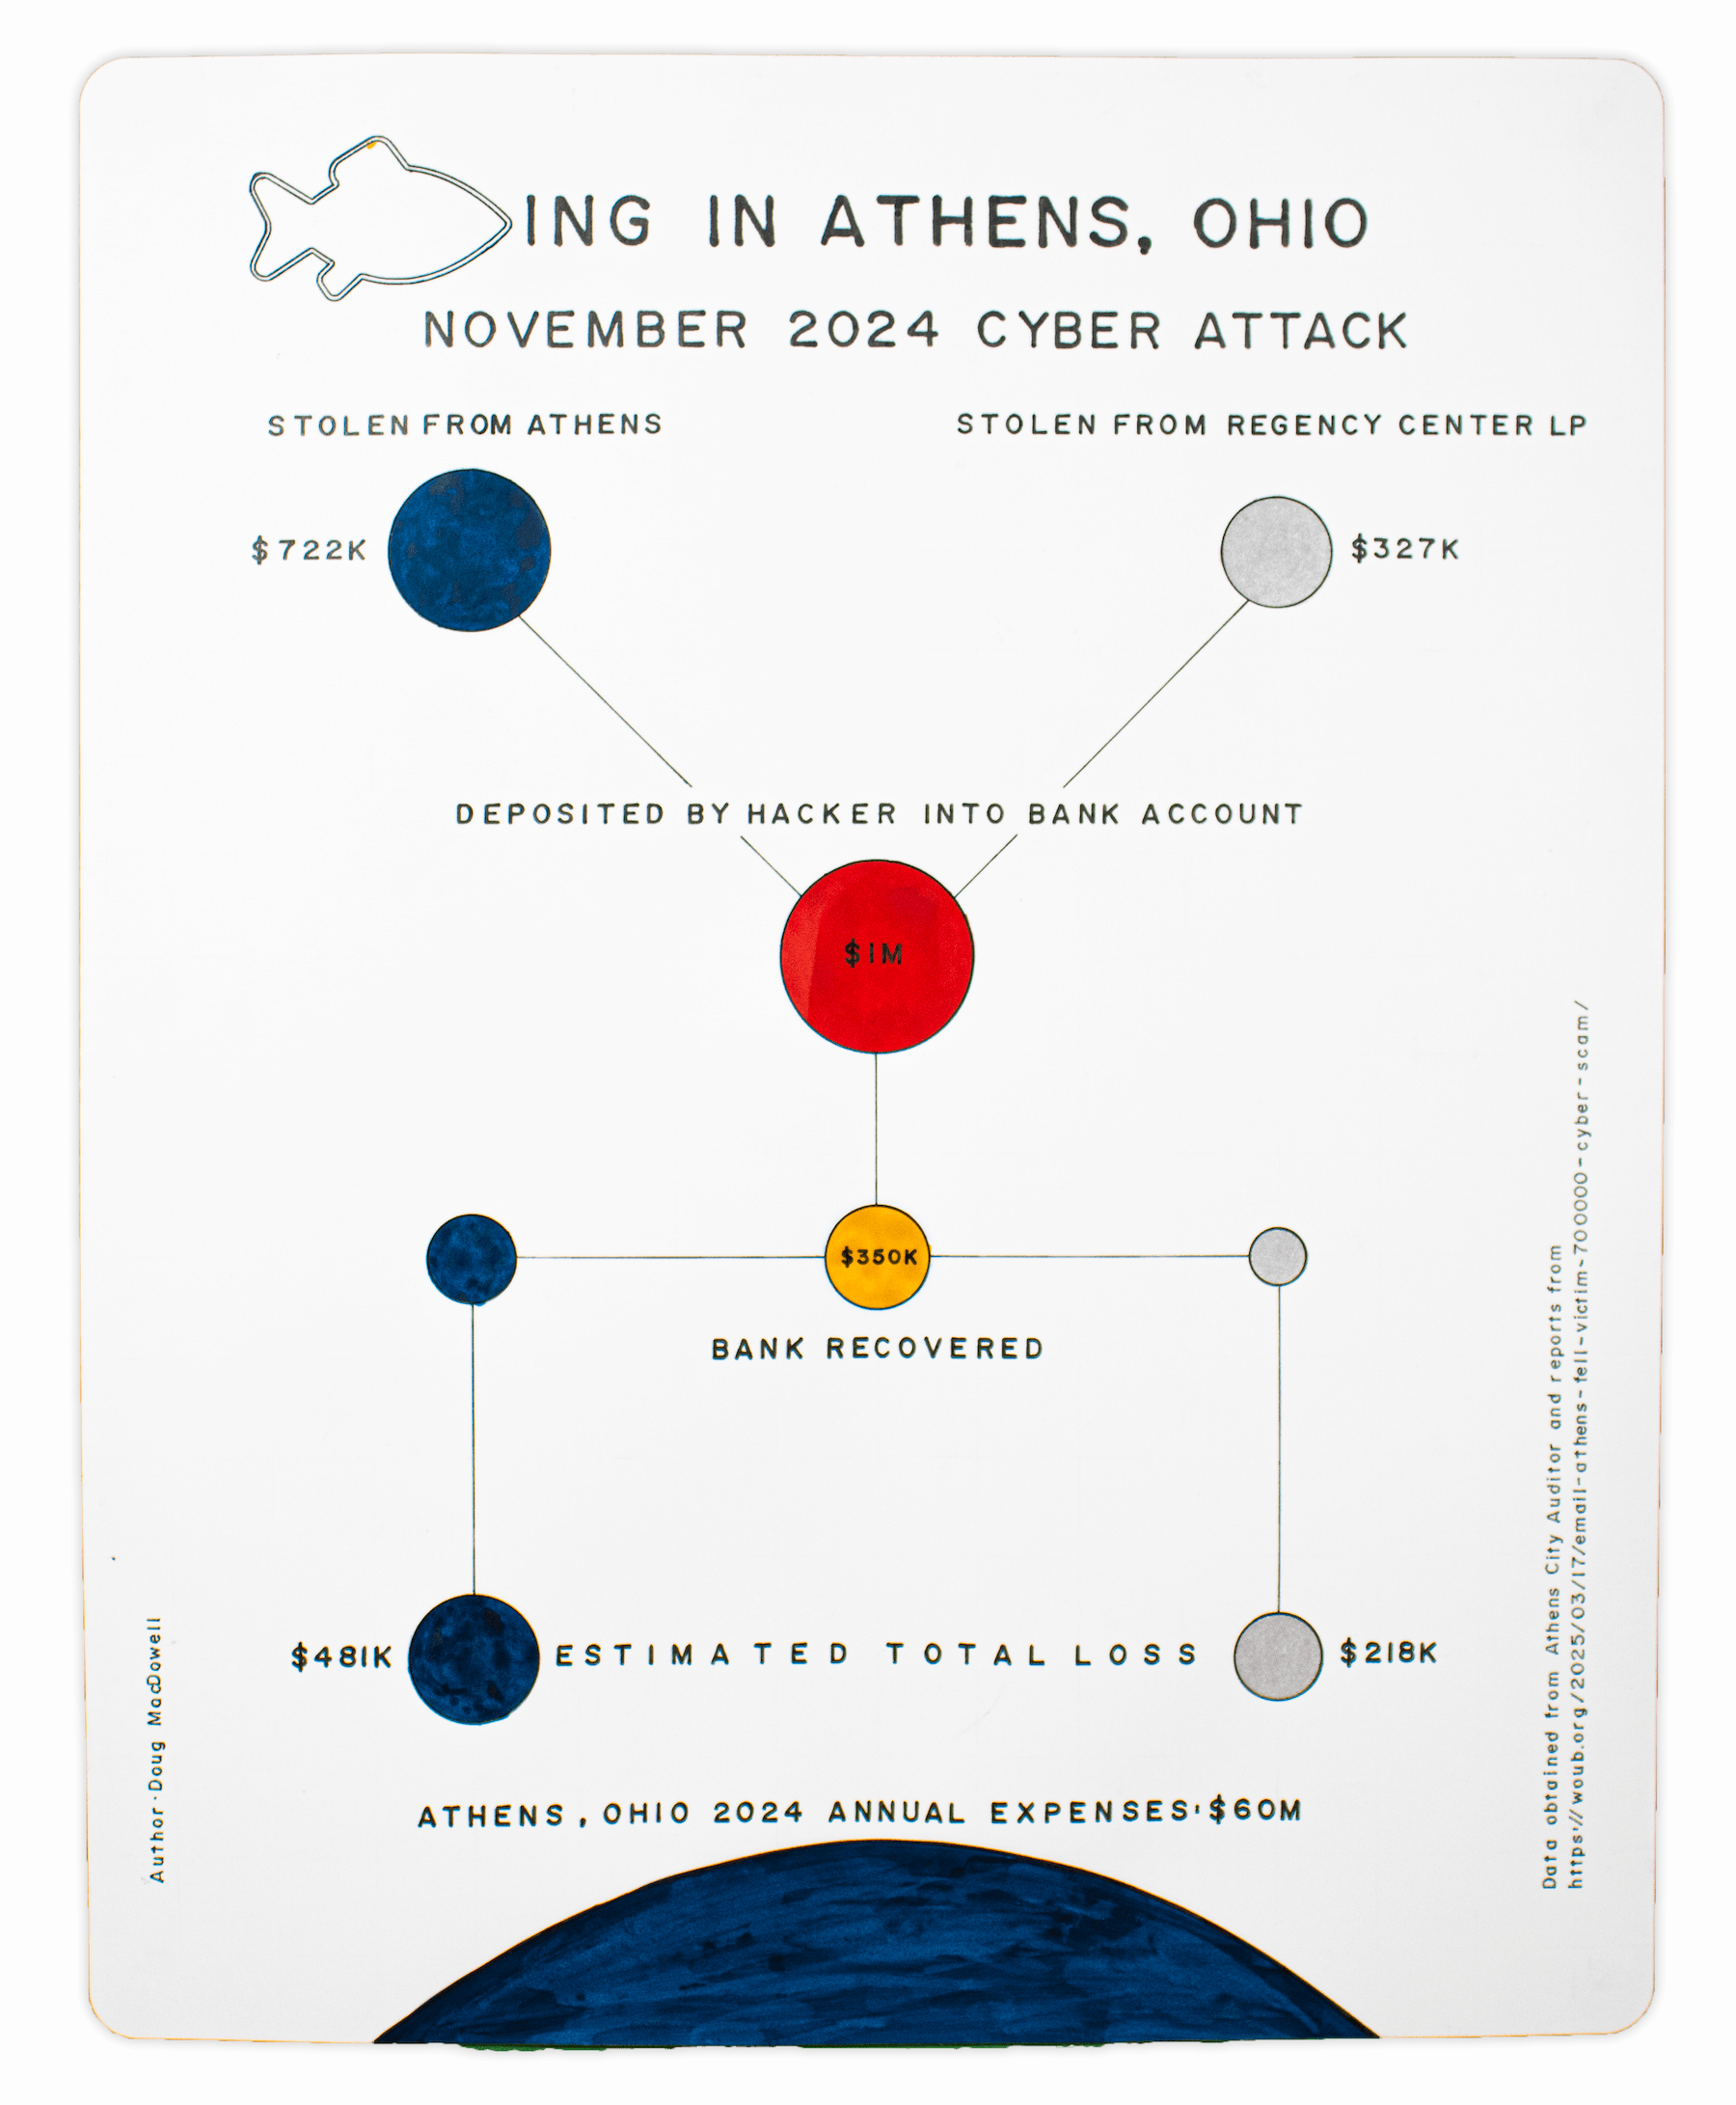 ING IN ATHENS, OHIO
NOVEMBER 2024 CYBER ATTACK
STOLEN FROM ATHENS
STOLEN FROM REGENCY CENTER LP
$722K
$327K
DEPOSITED BY HACKER INTO BANK ACCOUNT
$1M
$350K
BANK RECOVERED
$481K
ESTIMATED TOTAL LOSS
$218K
ATHENS, OHIO 2024 ANNUAL EXPENSES:$60M
Author: Doug MacDowell
Data obtained from Athens City Auditor and reports from
https://woub.org/2025/03/17/email-athens-fell-victim-700000-cyber-scam/